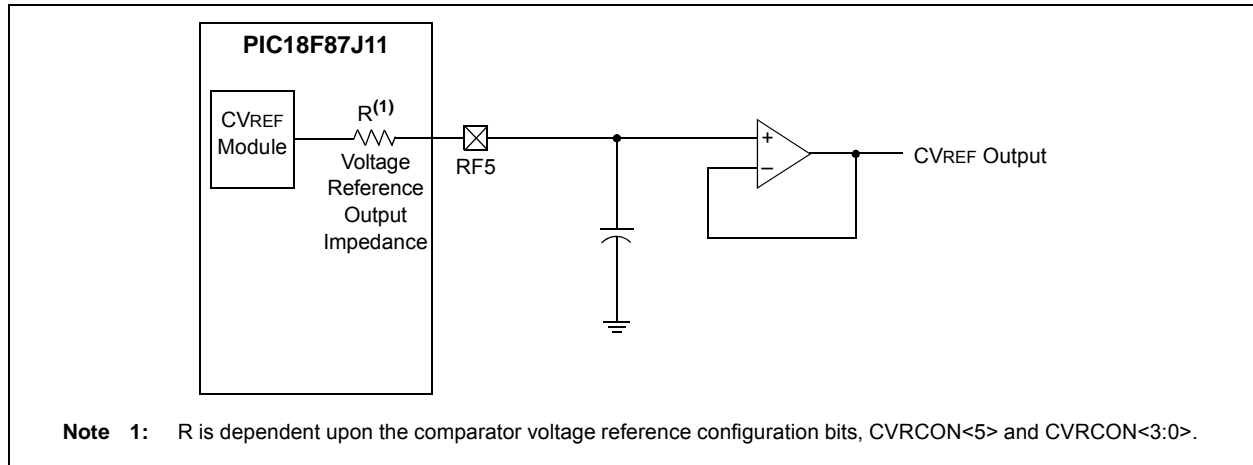 PIC18F87J11
CVREF
Module
R(1)
Voltage
Reference
Output
Impedance
RF5
+
–
CVREF Output
Note 1: R is dependent upon the comparator voltage reference configuration bits, CVRCON<5> and CVRCON<3:0>.